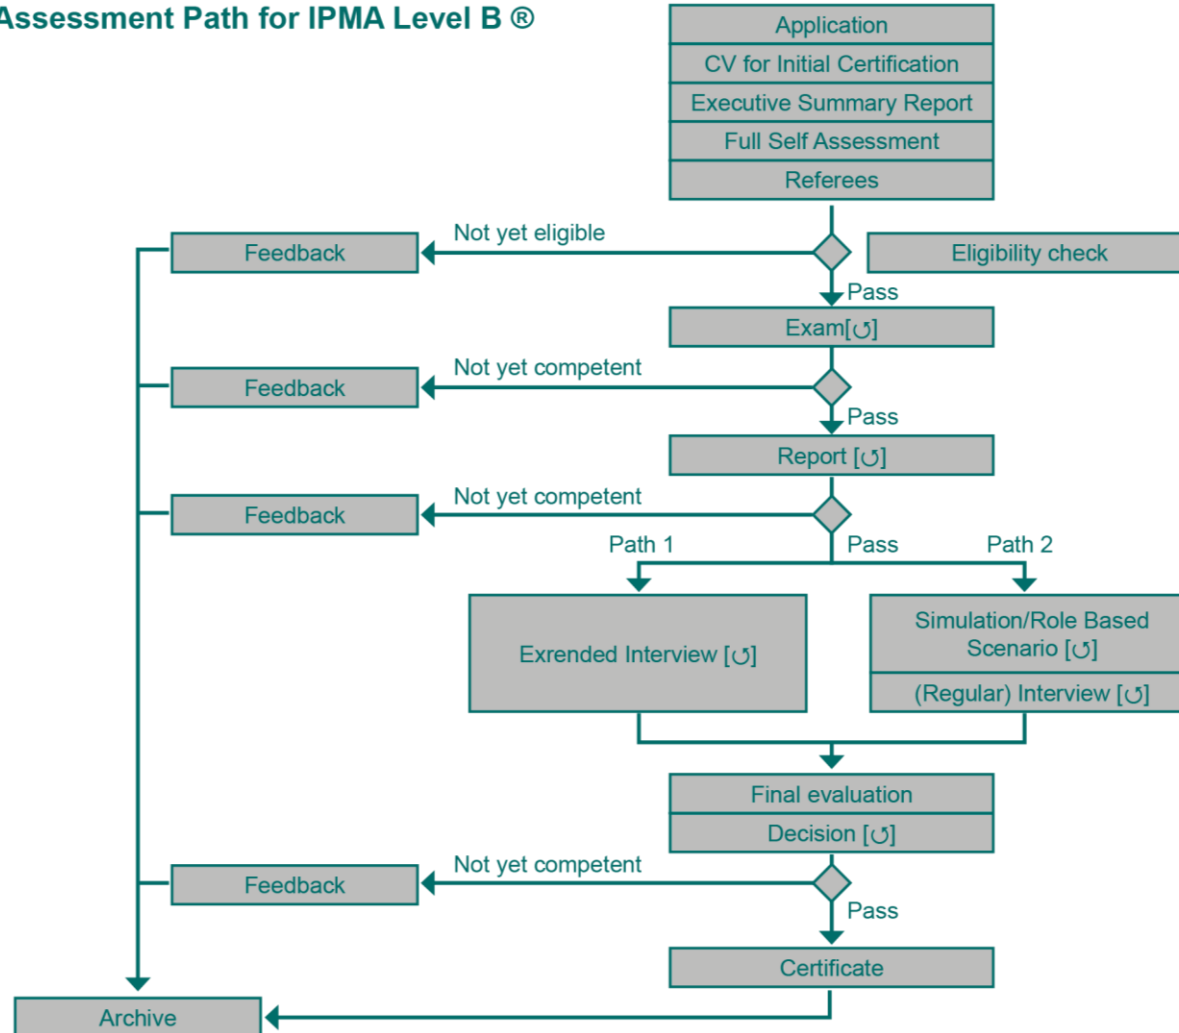 Assessment Path for IPMA Level B ®
Application
CV for Initial Certification
Executive Summary Report
Full Self Assessment
Referees
Not yet eligible
Feedback
Eligibility check
Pass
Exam[↺]
Not yet competent
Feedback
Pass
Report [↺]
Not yet competent
Feedback
Path 1
Pass
Path 2
Exrended Interview [↺]
Simulation/Role Based
Scenario [↺]
(Regular) Interview [↺]
Final evaluation
Decision [↺]
Not yet competent
Feedback
Pass
Certificate
Archive